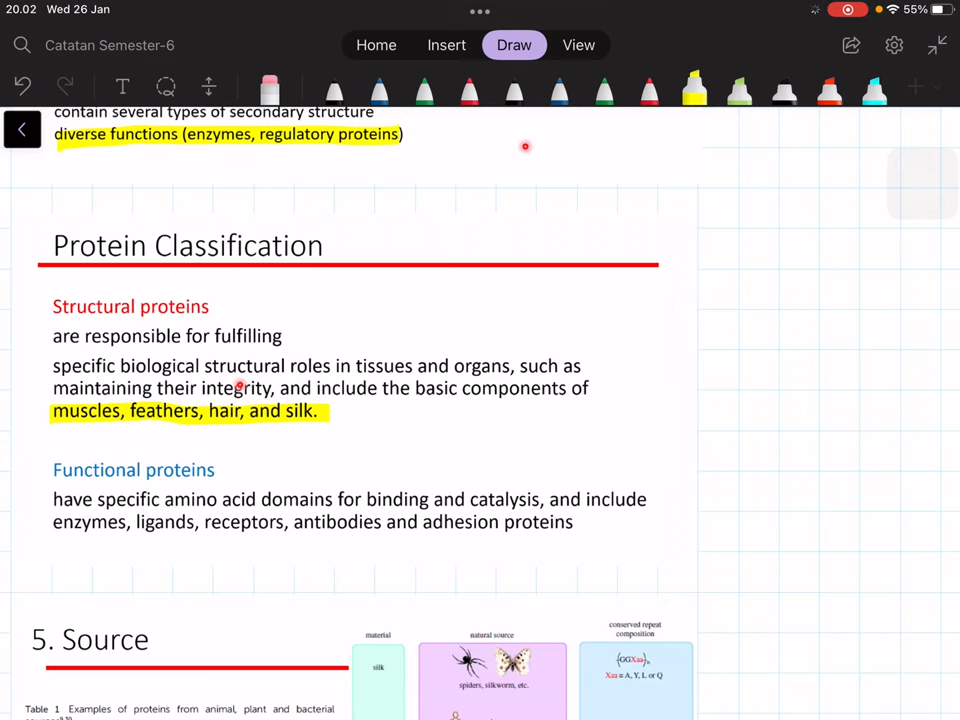 20.02 Wed 26 Jan
55%
Catatan Semester-6
Home Insert Draw View
contain several types of secondary structure
diverse functions (enzymes, regulatory proteins)
Protein Classification
Structural proteins
are responsible for fulfilling
specific biological structural roles in tissues and organs, such as
maintaining their integrity, and include the basic components of
muscles, feathers, hair, and silk.
Functional proteins
have specific amino acid domains for binding and catalysis, and include
enzymes, ligands, receptors, antibodies and adhesion proteins
5. Source
material
natural source
conserved repeat
composition
silk
spiders, silkworm, etc.
(GGXaa)n
Xaa = A, Y, L or Q
Table 1 Examples of proteins from animal, plant and bacterial